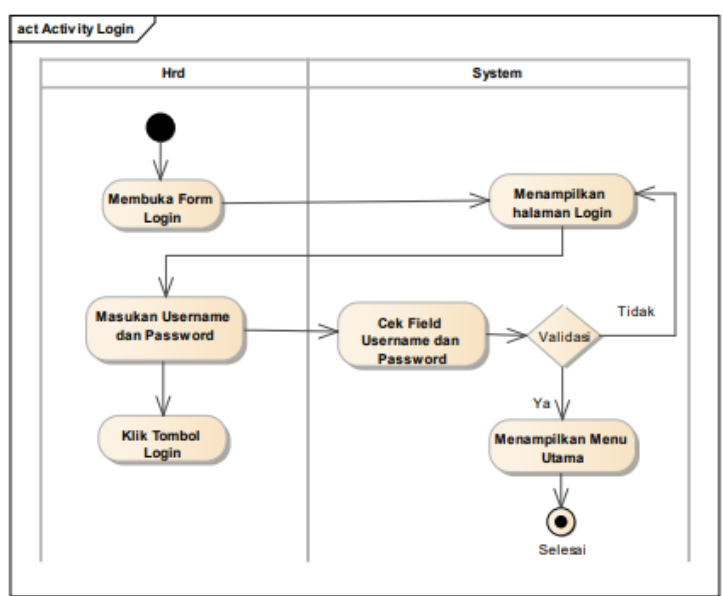 act Activity Login
Hrd
System
Membuka Form
Login
Menampilkan
halaman Login
Masukan Username
dan Password
Cek Field
Username dan
Password
Validasi
Tidak
Ya
Klik Tombol
Login
Menampilkan Menu
Utama
Selesai